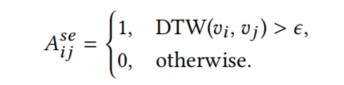 A^{se}_{ij} = { 1, DTW(v_i, v_j) > ϵ,
0, otherwise.